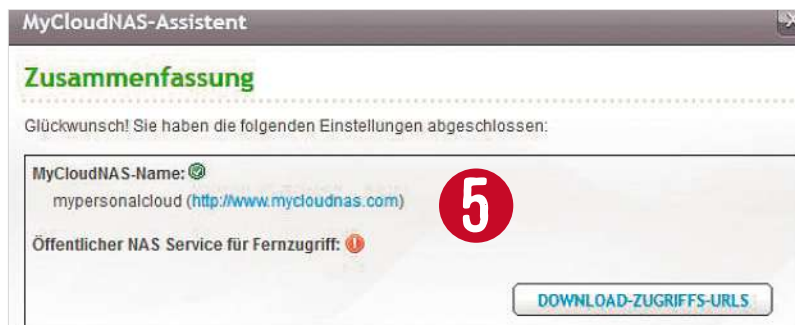 MyCloudNAS-Assistent
Zusammenfassung
Glückwunsch! Sie haben die folgenden Einstellungen abgeschlossen:
MyCloudNAS-Name:
mypersonalcloud (http://www.mycloudnas.com)
5
Öffentlicher NAS Service für Fernzugriff:
DOWNLOAD-ZUGRIFFS-URLS